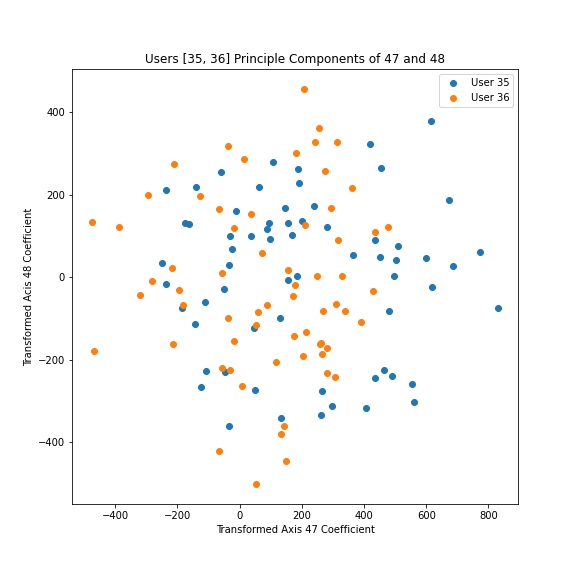 Users [35, 36] Principle Components of 47 and 48
User 35
User 36
Transformed Acis 48 Coefficient
400
200
0
−200
−400
−400 −200 0 200 400 600 800
Transformed Axis 47 Coefficient